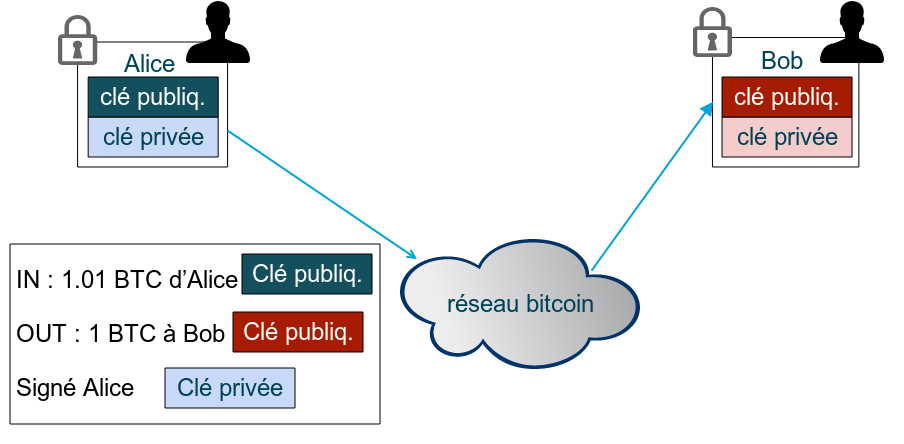 Alice
clé publiq.
clé privée
Bob
clé publiq.
clé privée
IN : 1.01 BTC d’Alice Clé publiq.
OUT : 1 BTC à Bob Clé publiq.
Signé Alice Clé privée
réseau bitcoin